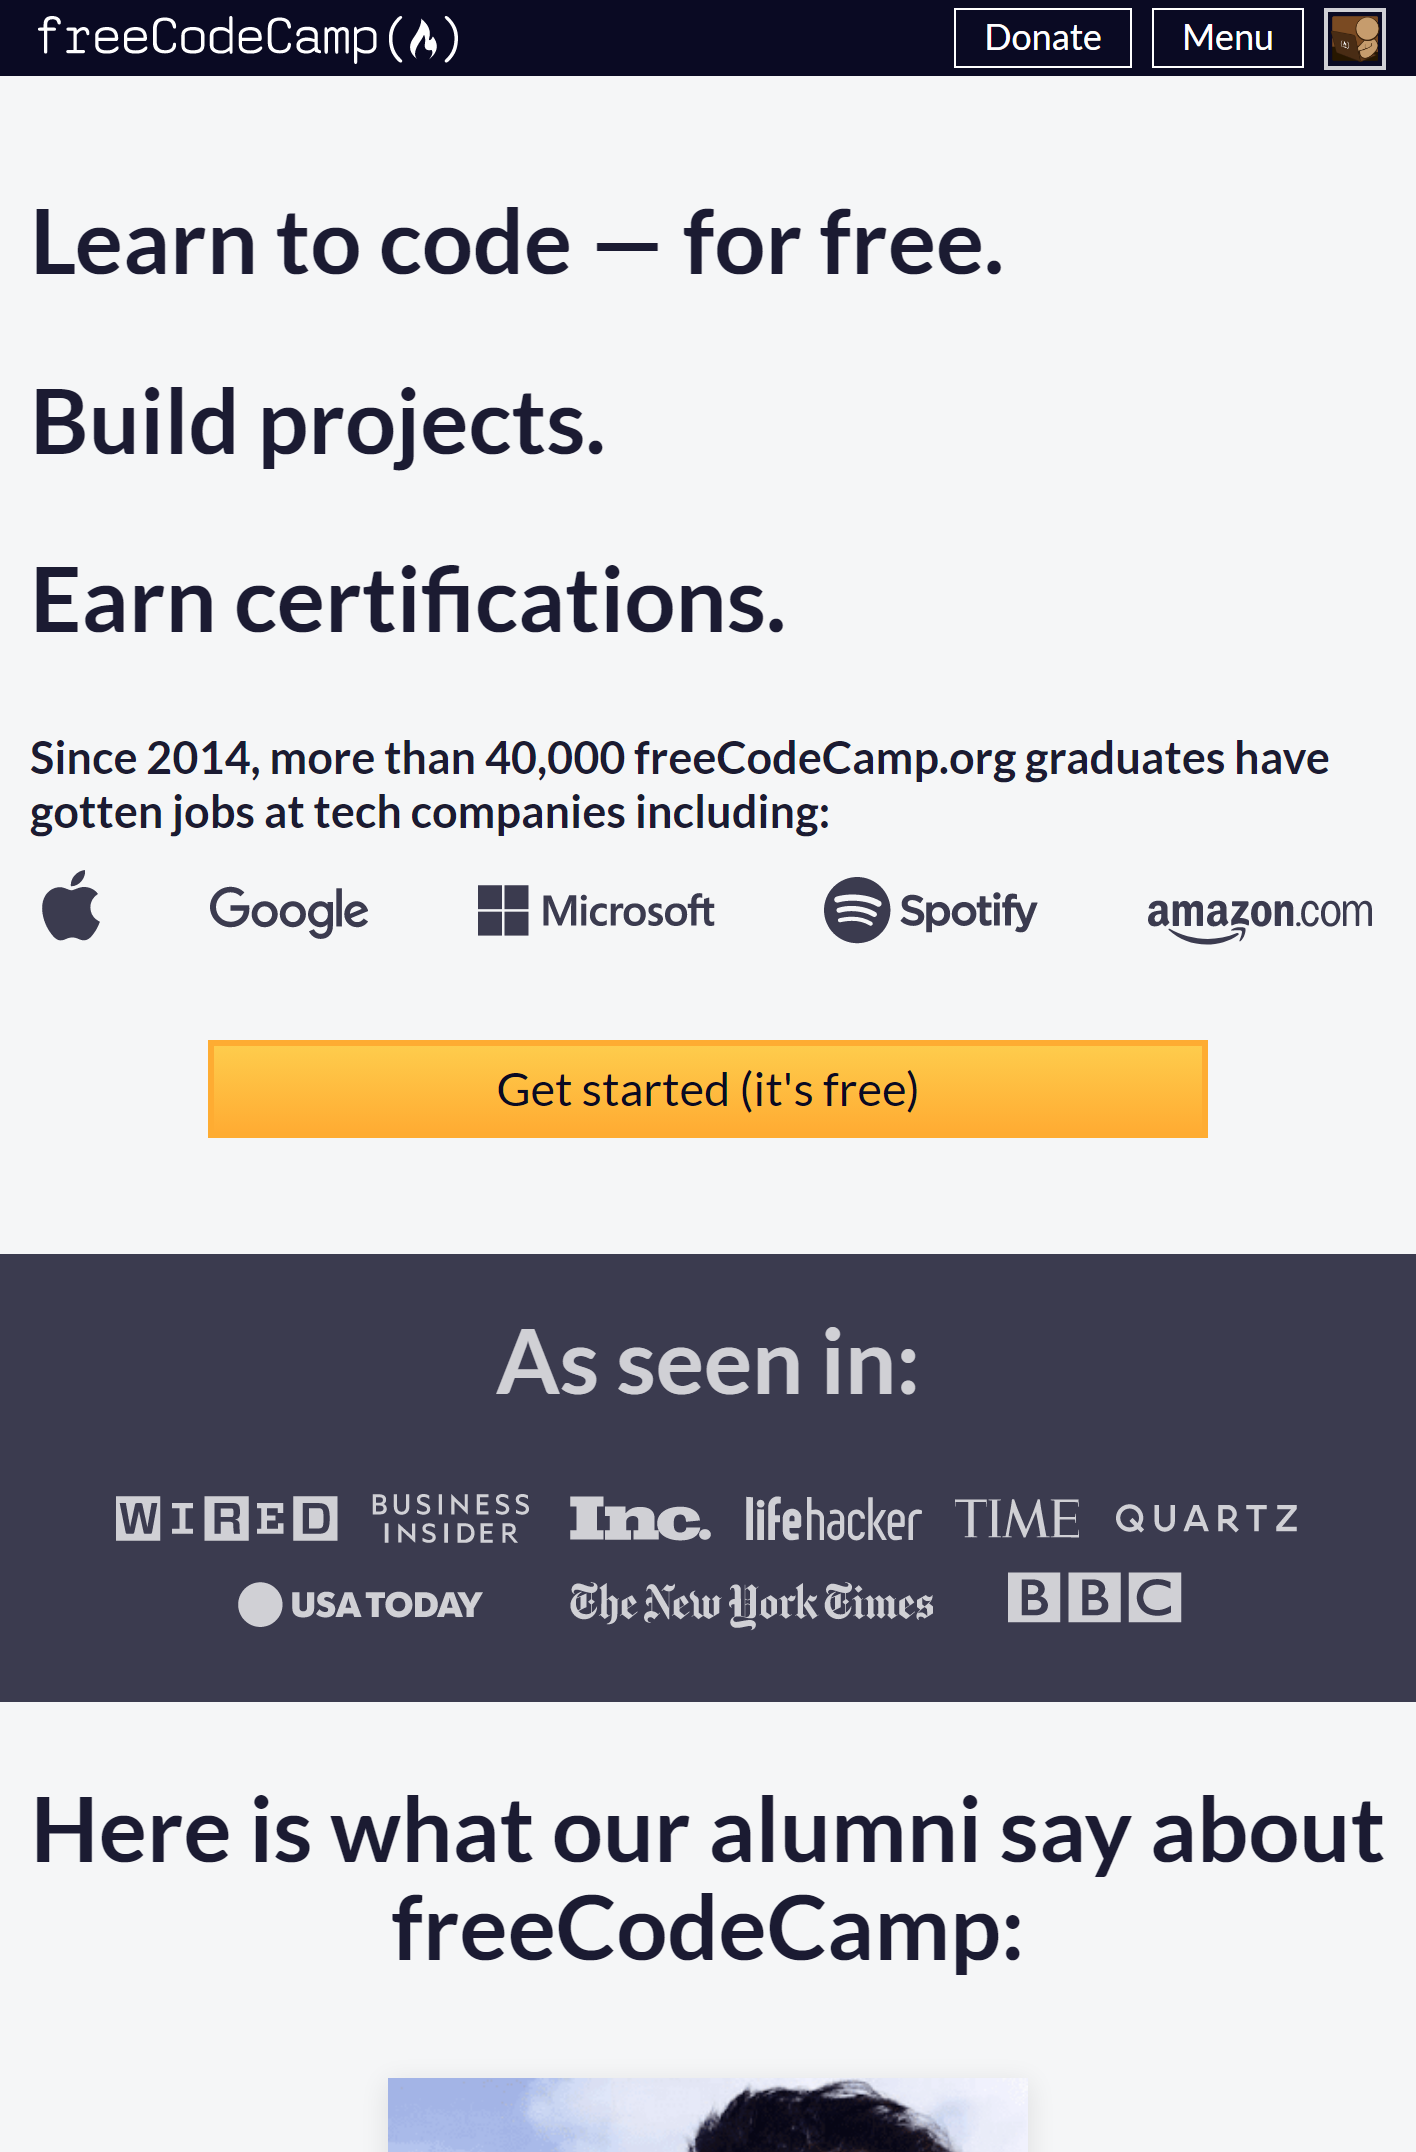 freeCodeCamp
Donate
Menu
Learn to code — for free.
Build projects.
Earn certifications.
Since 2014, more than 40,000 freeCodeCamp.org graduates have
gotten jobs at tech companies including:
Google
Microsoft
Spotify
amazon.com
Get started (it's free)
As seen in:
WIRED
BUSINESS
INSIDER
Inc.
lifehacker
TIME
QUARTZ
USA TODAY
The New York Times
BBC
Here is what our alumni say about
freeCodeCamp: